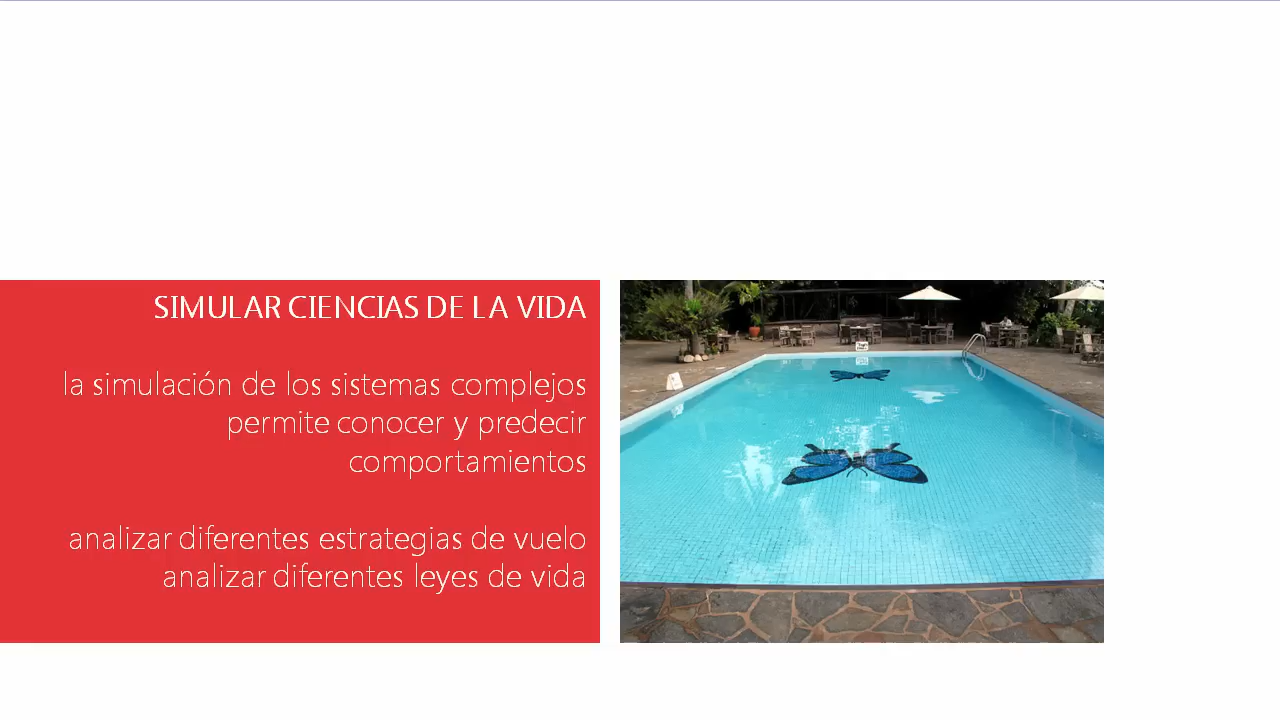 SIMULAR CIENCIAS DE LA VIDA
la simulación de los sistemas complejos
permite conocer y predecir
comportamientos
analizar diferentes estrategias de vuelo
analizar diferentes leyes de vida